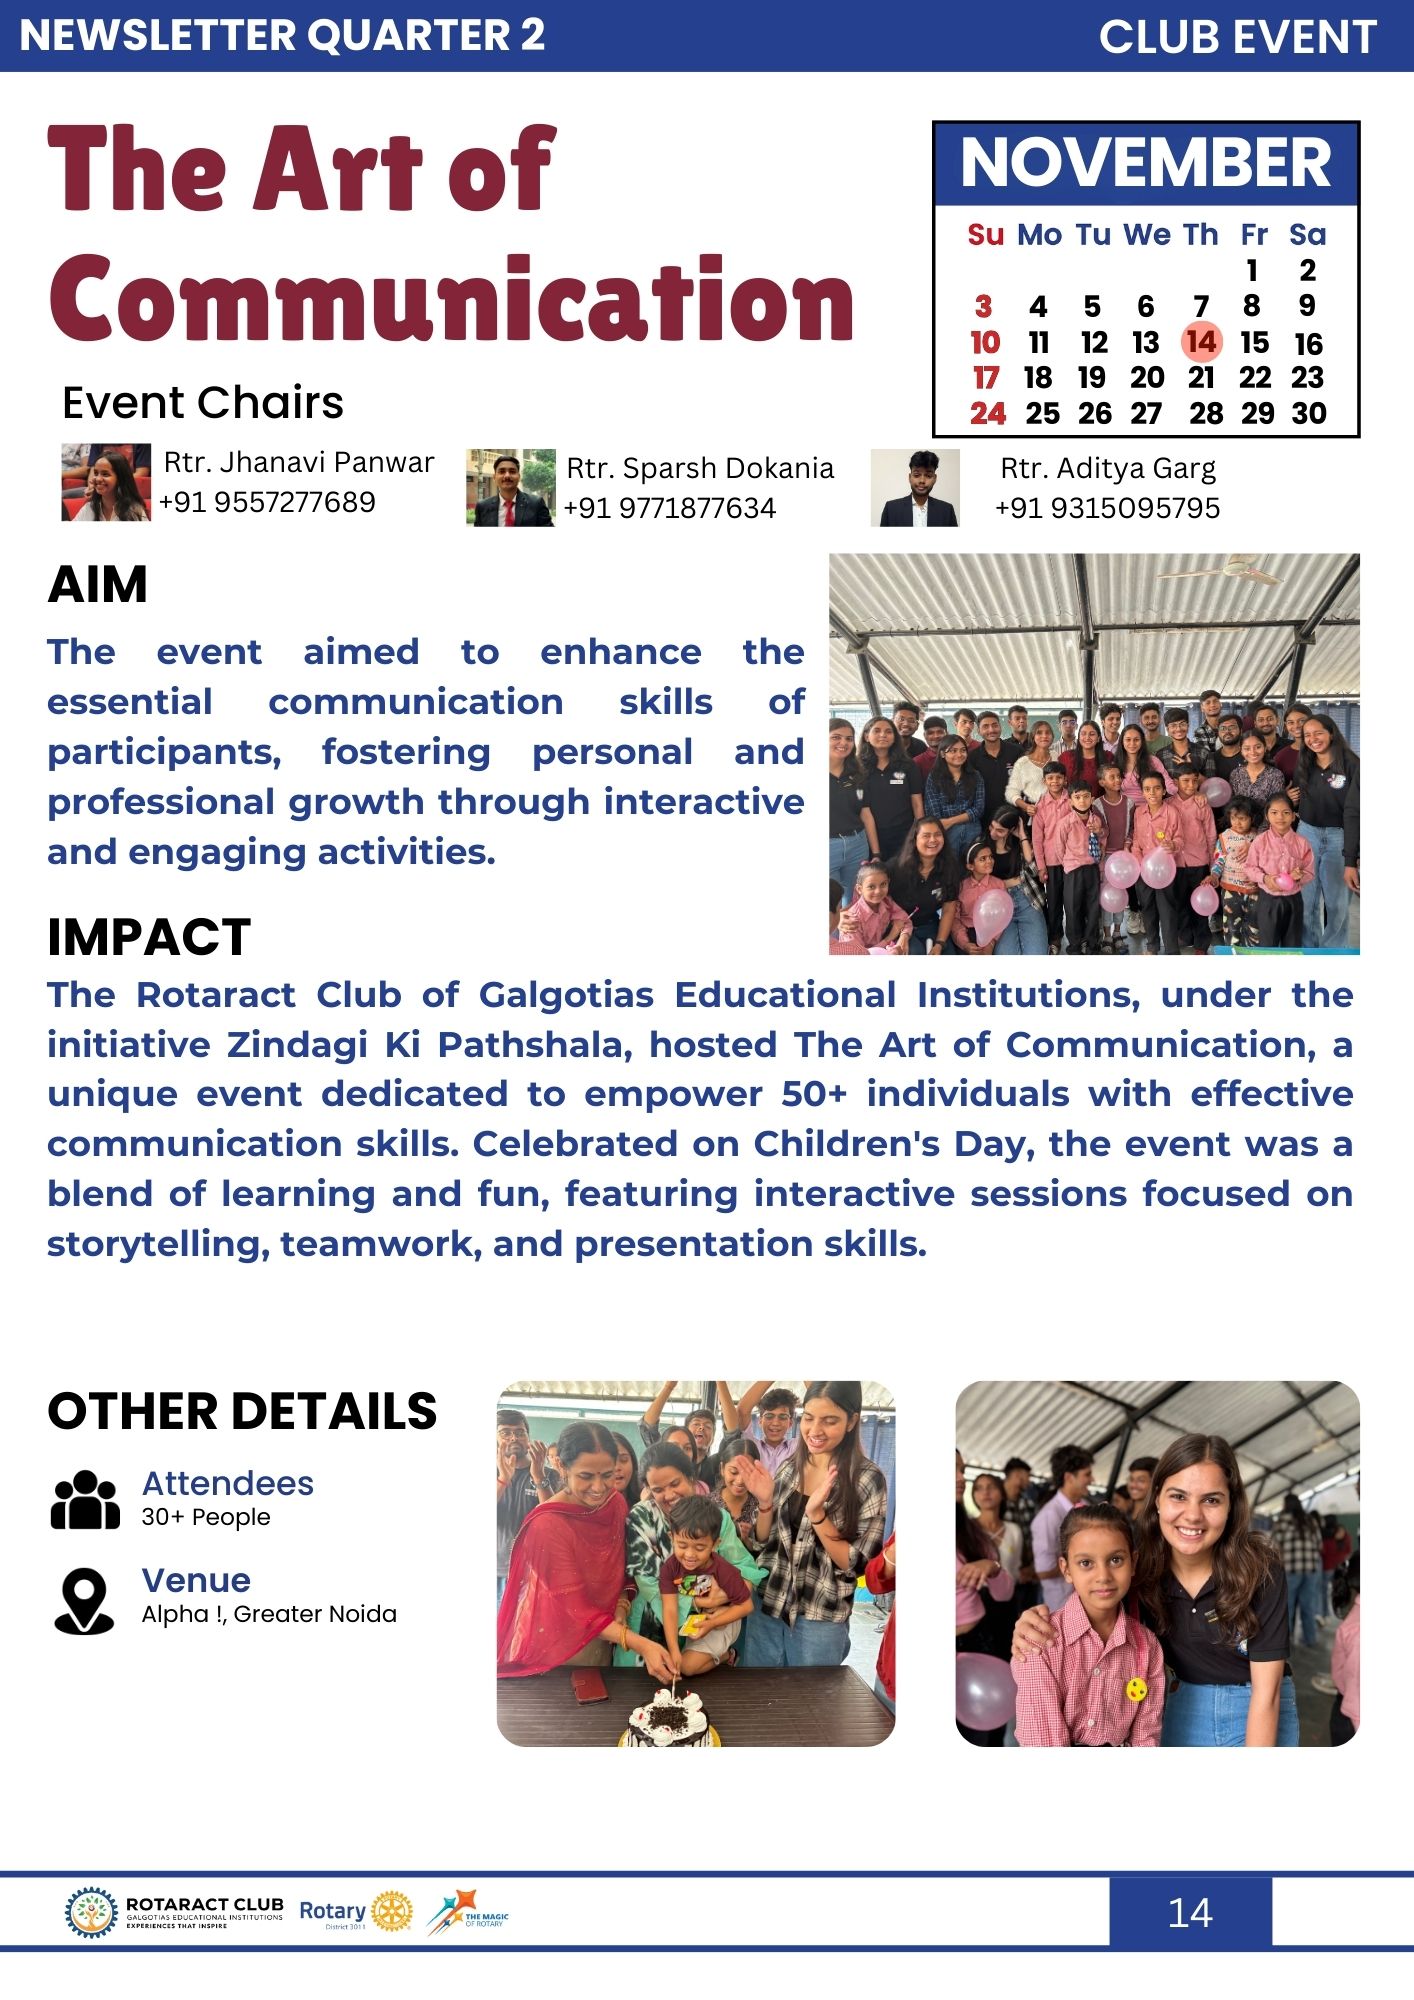 NEWSLETTER QUARTER 2
CLUB EVENT
The Art of
Communication
NOVEMBER
Su Mo Tu We Th Fr Sa
1 2
3 4 5 6 7 8 9
10 11 12 13 14 15 16
17 18 19 20 21 22 23
24 25 26 27 28 29 30
Event Chairs
Rtr. Jhanavi Panwar
+91 9557277689
Rtr. Sparsh Dokania
+91 9771877634
Rtr. Aditya Garg
+91 9315095795
AIM
The event aimed to enhance the
essential communication skills of
participants, fostering personal and
professional growth through interactive
and engaging activities.
IMPACT
The Rotaract Club of Galgotias Educational Institutions, under the
initiative Zindagi Ki Pathshala, hosted The Art of Communication, a
unique event dedicated to empower 50+ individuals with effective
communication skills. Celebrated on Children's Day, the event was a
blend of learning and fun, featuring interactive sessions focused on
storytelling, teamwork, and presentation skills.
OTHER DETAILS
Attendees
30+ People
Venue
Alpha !, Greater Noida
ROTARACT CLUB
GALGOTIAS EDUCATIONAL INSTITUTIONS
EXPERIENCES THAT INSPIRE
Rotary
District 3011
THE MAGIC
OF ROTARY
14